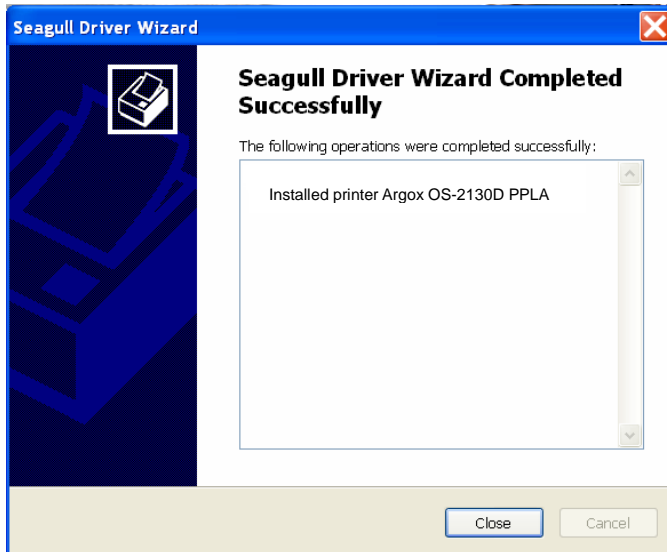 Seagull Driver Wizard
Seagull Driver Wizard Completed
Successfully
The following operations were completed successfully:
Installed printer Argox OS-2130D PPLA
Close
Cancel